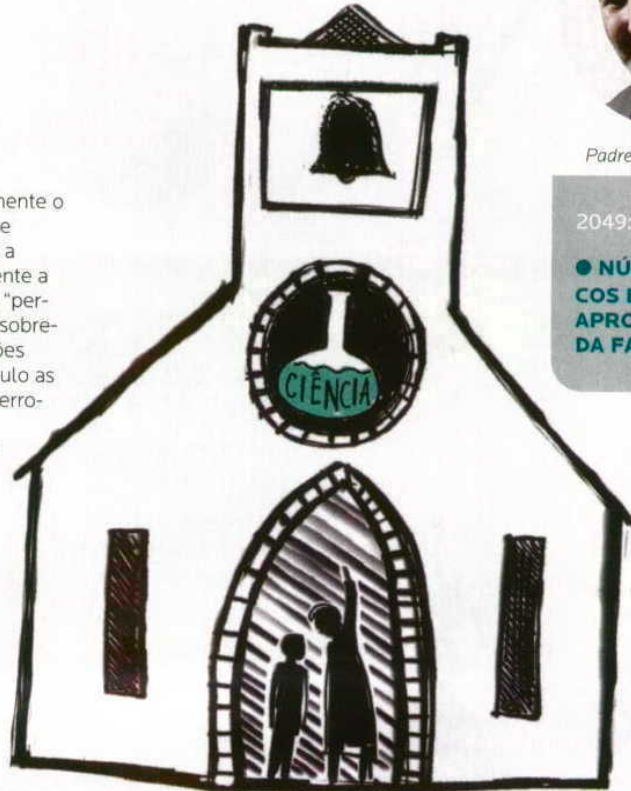 mente o
e
a
ente a
"per-
sobre-
ões
ulo as
erro-
CIÊNCIA
Padre
2049:
● NÚ
COS E
APRO
DA FA